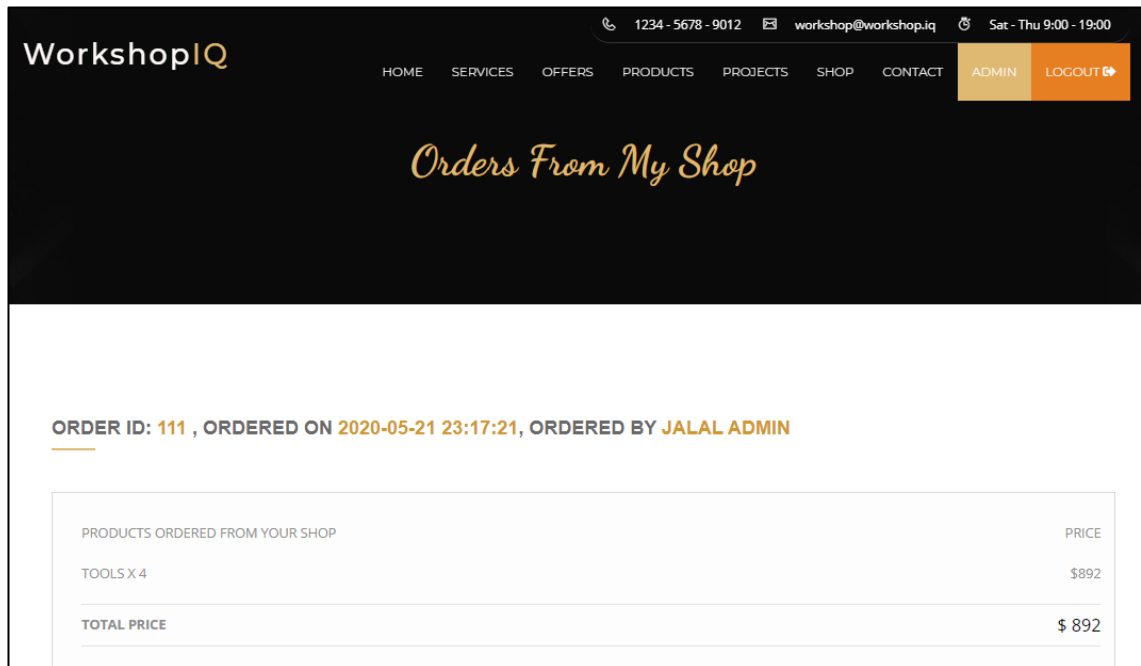 1234 - 5678 - 9012 workshop@workshop.iq Sat - Thu 9:00 - 19:00
WorkshopIQ
HOME SERVICES OFFERS PRODUCTS PROJECTS SHOP CONTACT ADMIN LOGOUT
Orders From My Shop
ORDER ID: 111 , ORDERED ON 2020-05-21 23:17:21, ORDERED BY JALAL ADMIN
PRODUCTS ORDERED FROM YOUR SHOP PRICE
TOOLS X 4 $892
TOTAL PRICE $ 892